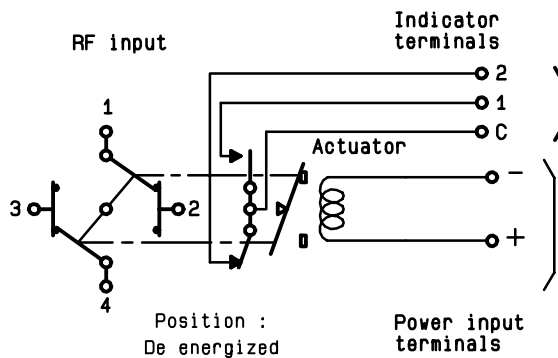 Indicator
terminals
RF input
2
1
C
1
Actuator
-
3
2
+
4
Position :
De energized
Power input
terminals